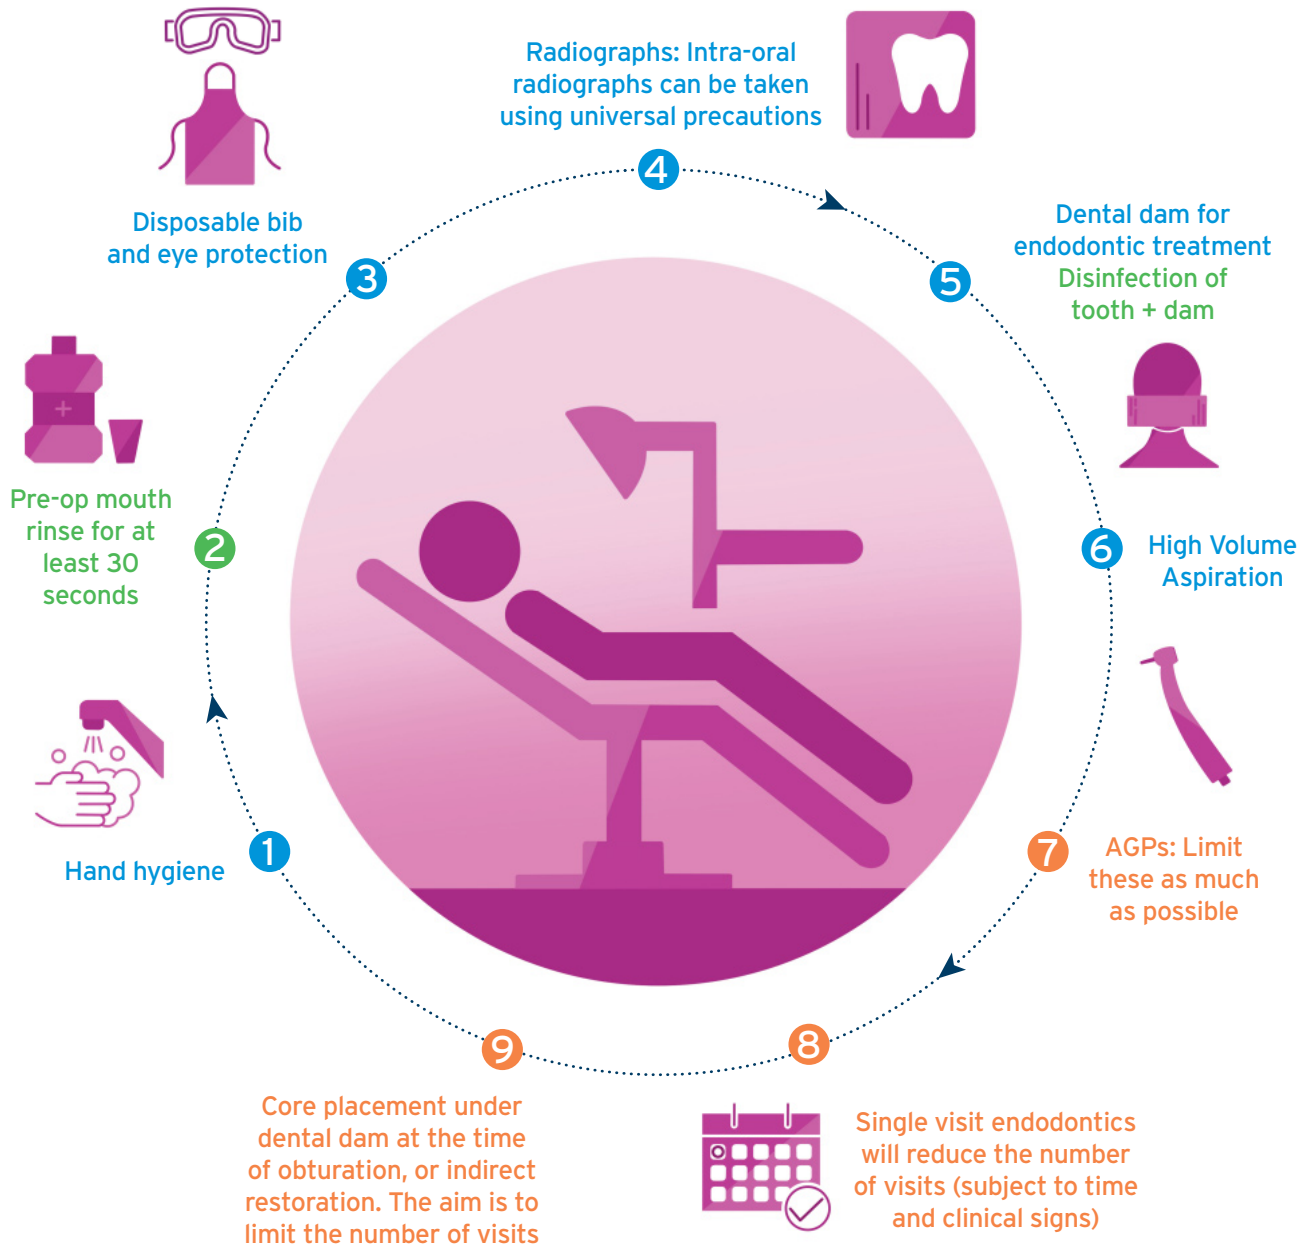 1
Hand hygiene
2
Pre-op mouth
rinse for at
least 30
seconds
3
Disposable bib
and eye protection
4
Radiographs: Intra-oral
radiographs can be taken
using universal precautions
5
Dental dam for
endodontic treatment
Disinfection of
tooth + dam
6
High Volume
Aspiration
7
AGPs: Limit
these as much
as possible
8
Single visit endodontics
will reduce the number
of visits (subject to time
and clinical signs)
9
Core placement under
dental dam at the time
of obturation, or indirect
restoration. The aim is to
limit the number of visits